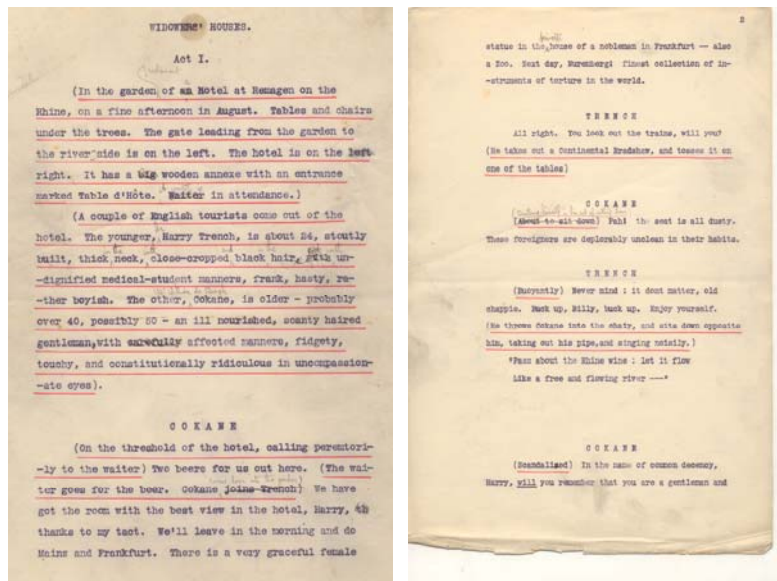 WIDOWERS' HOUSES.
Act I.
(In the garden of an Hotel at Remagen on the
Rhine, on a fine afternoon in August. Tables and chairs
under the trees. The gate leading from the garden to
the river side is on the left. The hotel is on the left
right. It has a big wooden annexe with an entrance
marked Table d'Hôte. Waiter in attendance.)
(A couple of English tourists come out of the
hotel. The younger, Harry Trench, is about 24, stoutly
built, thick neck, close-cropped black hair, with un-
-dignified medical-student manners, frank, hasty, ra-
-ther boyish. The other, Cokane, is older - probably
over 40, possibly 50 - an ill nourished, scanty haired
gentleman, with carefully affected manners, fidgety,
touchy, and constitutionally ridiculous in uncompassion-
-ate eyes).
COKANE
(On the threshold of the hotel, calling peremtori-
-ly to the waiter) Two beers for us out here. (The wai-
ter goes for the beer. Cokane joins Trench) We have
got the room with the best view in the hotel, Harry,
thanks to my tact. We'll leave in the morning and do
Mainz and Frankfurt. There is a very graceful female
2
statue in the private house of a nobleman in Frankfurt -- also
a Zoo. Next day, Nuremberg! finest collection of in-
-struments of torture in the world.
TRENCH
All right. You look out the trains, will you?
(He takes out a Continental Bradshaw, and tosses it on
one of the tables)
COKANE
(About to sit down) Pah! the seat is all dusty.
These foreigners are deplorably unclean in their habits.
TRENCH
(Buoyantly) Never mind : it dont matter, old
chappie. Buck up, Billy, buck up. Enjoy yourself.
(He throws Cokane into the chair, and sits down opposite
him, taking out his pipe, and singing noisily.)
"Pass about the Rhine wine : let it flow
Like a free and flowing river ---"
COKANE
(Scandalized) In the name of common decency,
Harry, will you remember that you are a gentleman and